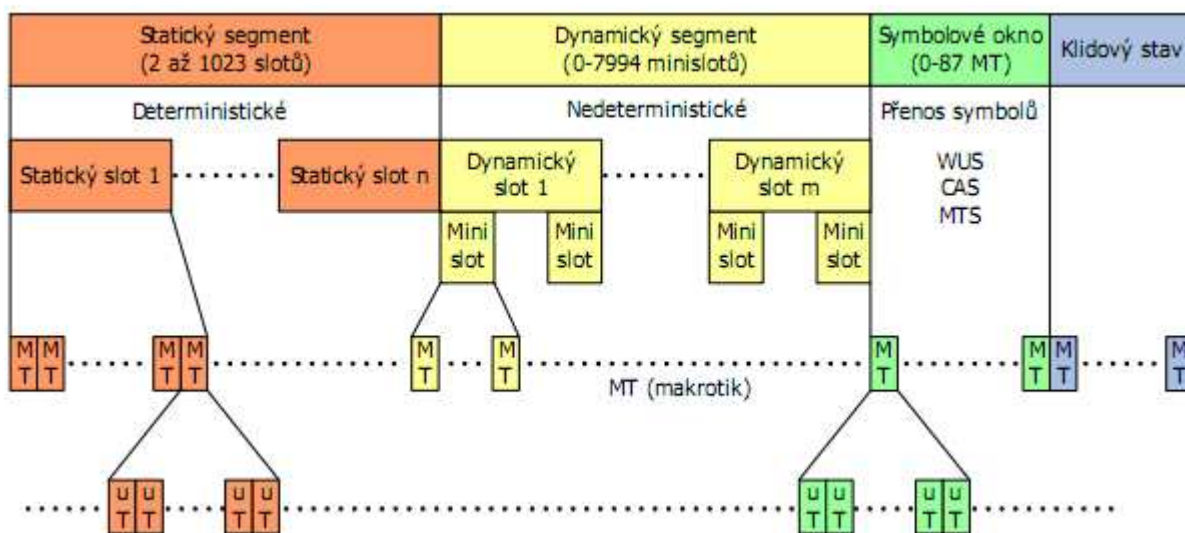 Statický segment
(2 až 1023 slotů)
Dynamický segment
(0-7994 minislotů)
Symbolové okno
(0-87 MT)
Klidový stav
Deterministické
Nedeterministické
Přenos symbolů
Statický slot 1
Statický slot n
Dynamický
slot 1
Dynamický
slot m
WUS
CAS
MTS
Mini
slot
Mini
slot
Mini
slot
Mini
slot
M M
T T
M M
T T
M
T
M
T
M
T
M M
T T
M
T
MT (makrotik)
u u
T T
u u
T T
u u
T T
u u
T T